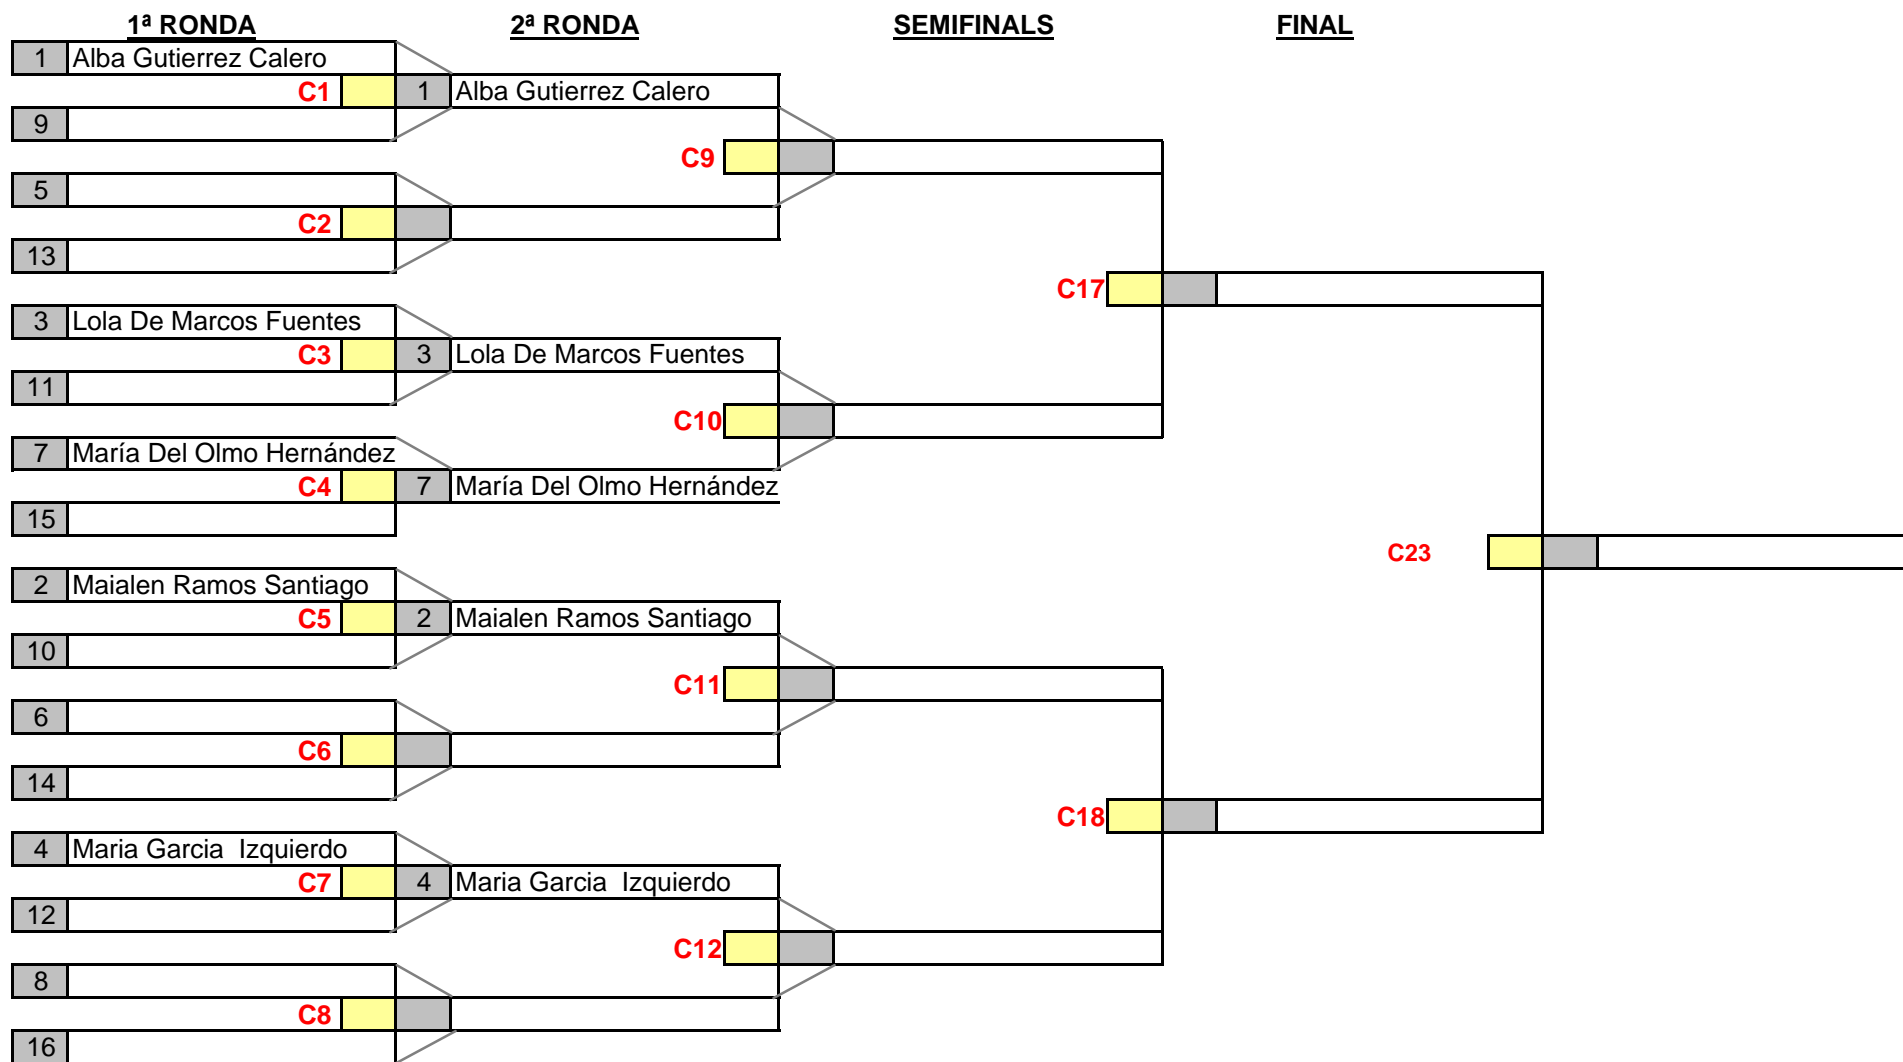 1ª RONDA 2ª RONDA SEMIFINALS FINAL
1 Alba Gutierrez Calero
C1 1 Alba Gutierrez Calero
9
C9
5
C2
13
C17
3 Lola De Marcos Fuentes
C3 3 Lola De Marcos Fuentes
11
C10
7 María Del Olmo Hernández
C4 7 María Del Olmo Hernández
15
C23
2 Maialen Ramos Santiago
C5 2 Maialen Ramos Santiago
10
C11
6
C6
14
C18
4 Maria Garcia  Izquierdo
C7 4 Maria Garcia  Izquierdo
12
C12
8
C8
16